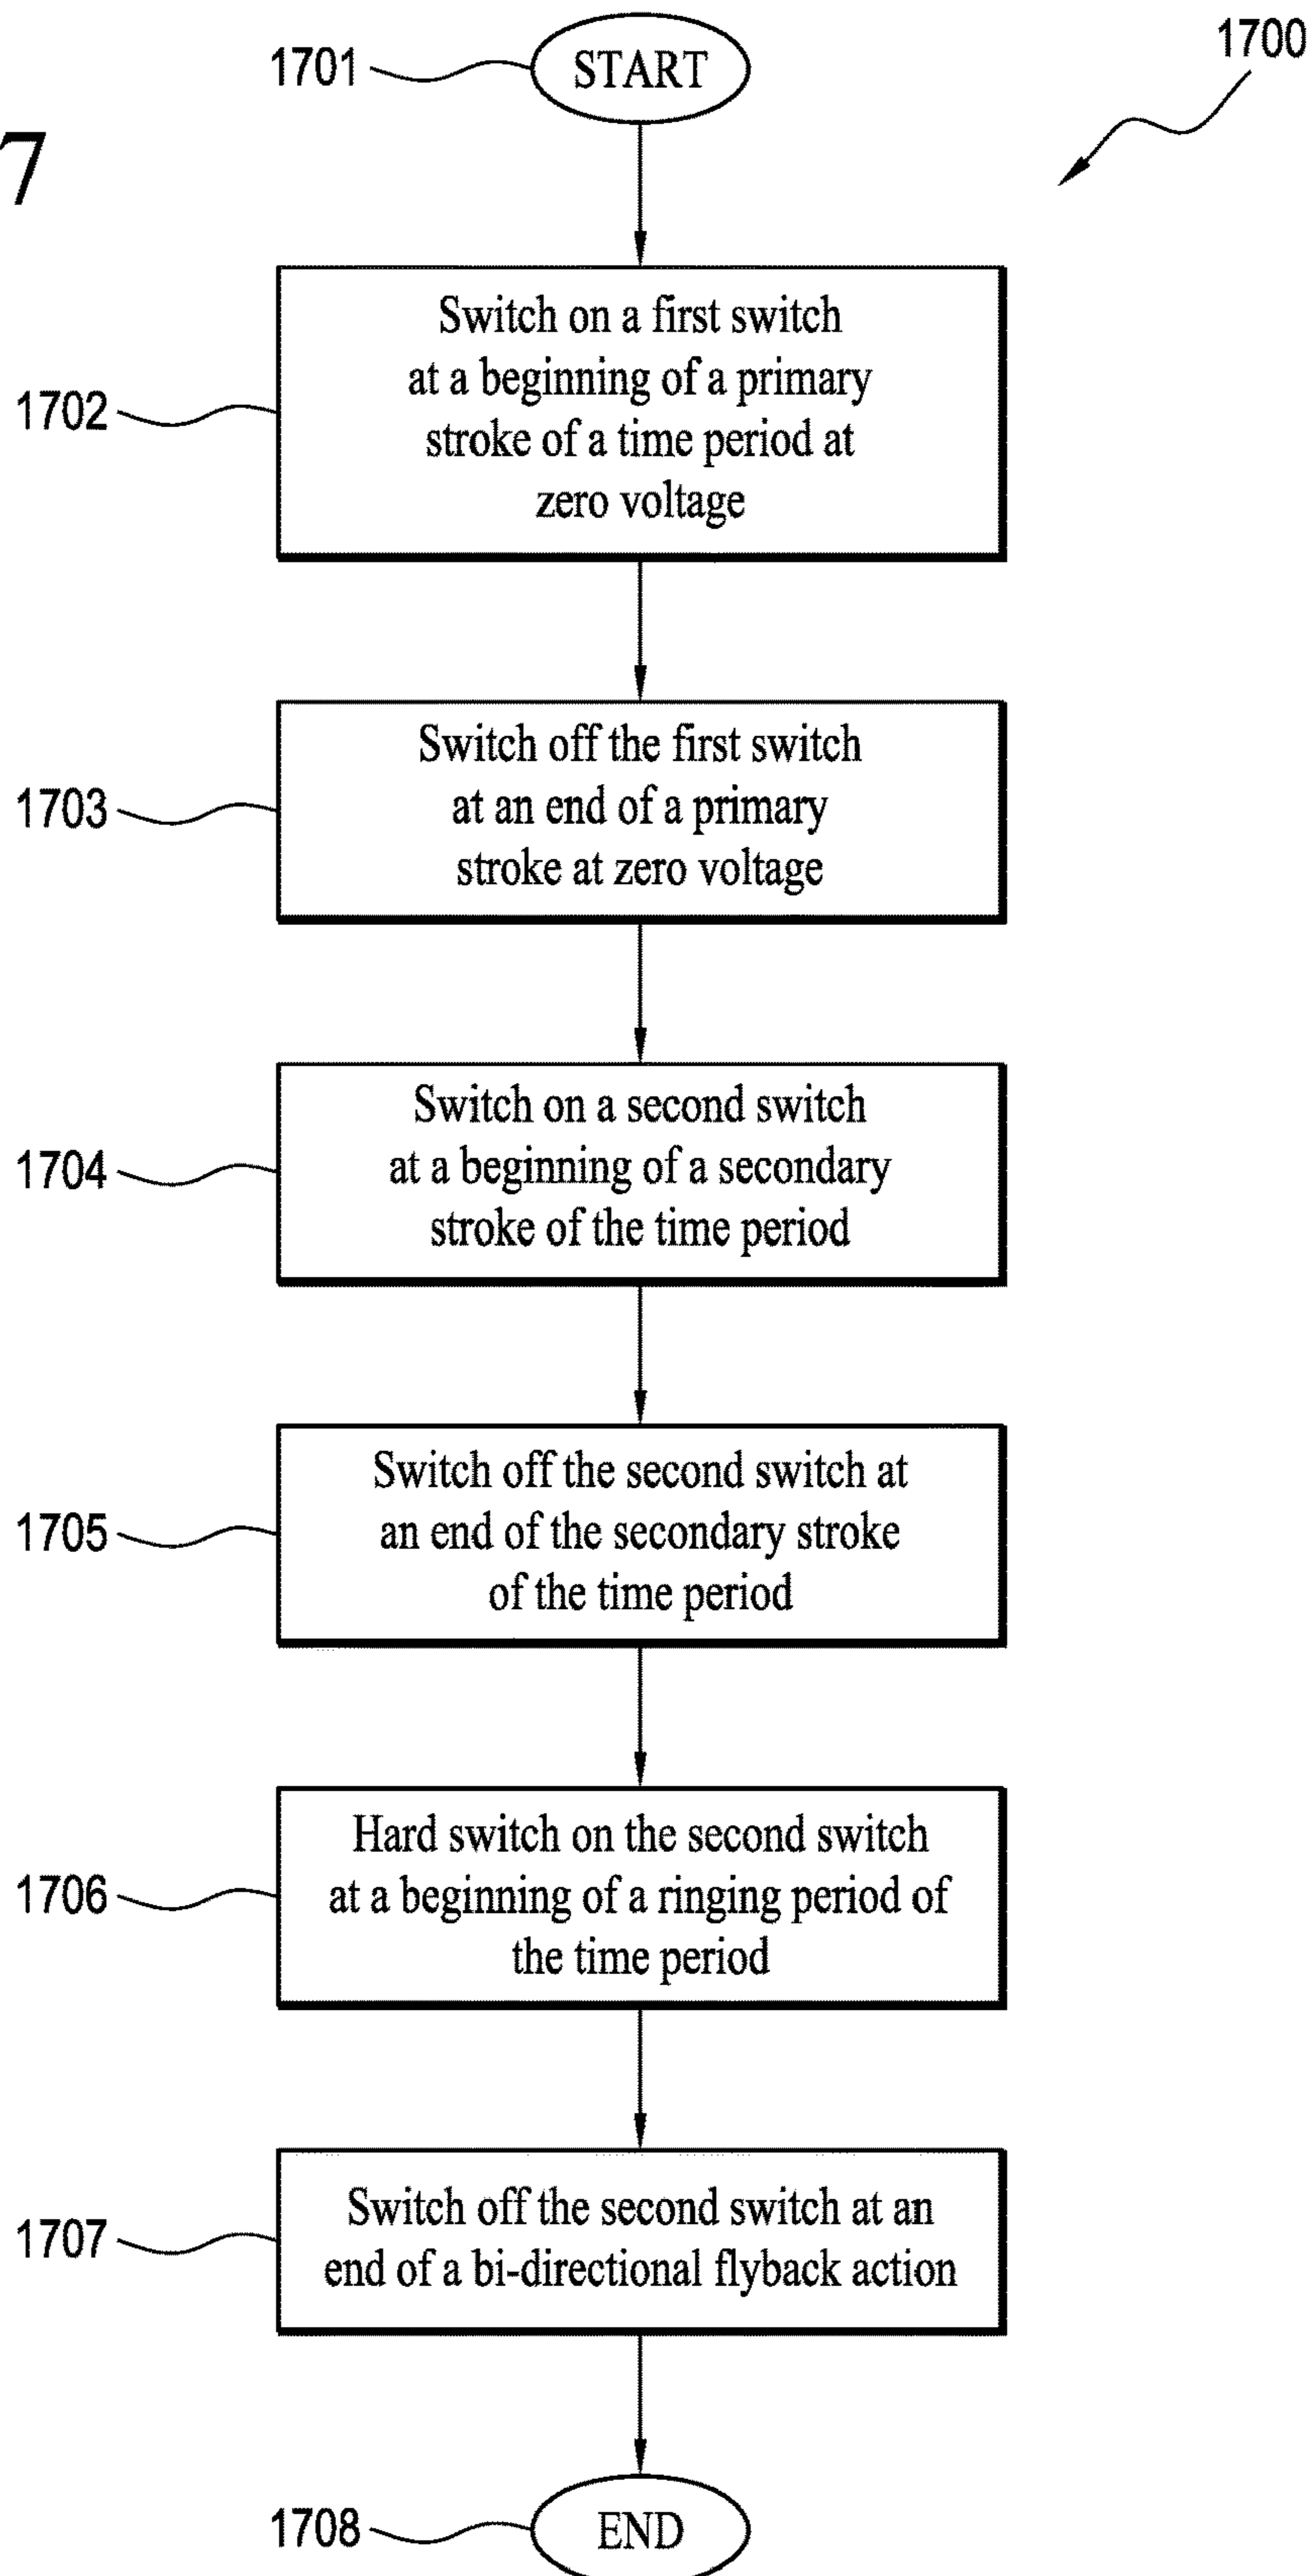 1700
1701
START
7
1702
Switch on a first switch
at a beginning of a primary
stroke of a time period at
zero voltage
1703
Switch off the first switch
at an end of a primary
stroke at zero voltage
1704
Switch on a second switch
at a beginning of a secondary
stroke of the time period
1705
Switch off the second switch at
an end of the secondary stroke
of the time period
1706
Hard switch on the second switch
at a beginning of a ringing period of
the time period
1707
Switch off the second switch at an
end of a bi-directional flyback action
1708
END